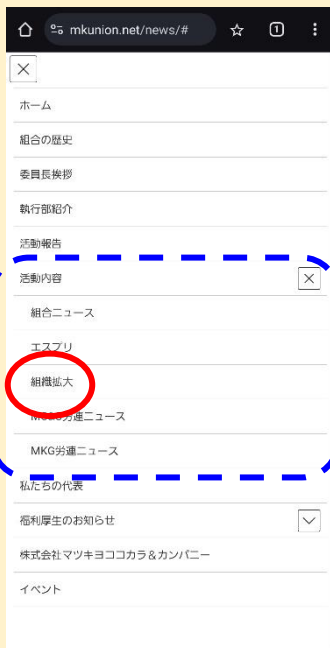 mkunion.net/news/#
1
ホーム
組合の歴史
委員長挨拶
執行部紹介
活動報告
活動内容
組合ニュース
エスプリ
組織拡大
労連ニュース
MKG労連ニュース
私たちの代表
福利厚生のお知らせ
株式会社マツキヨココカラ&カンパニー
イベント